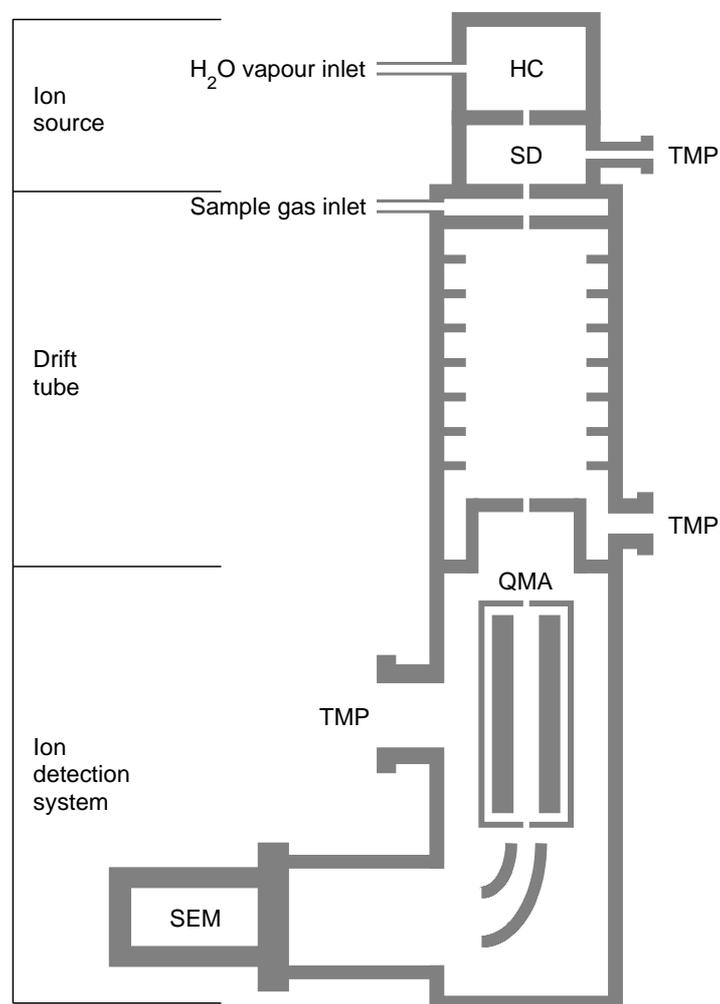 H2O vapour inlet
HC
Ion
source
SD
TMP
Sample gas inlet
Drift
tube
TMP
QMA
TMP
Ion
detection
system
SEM